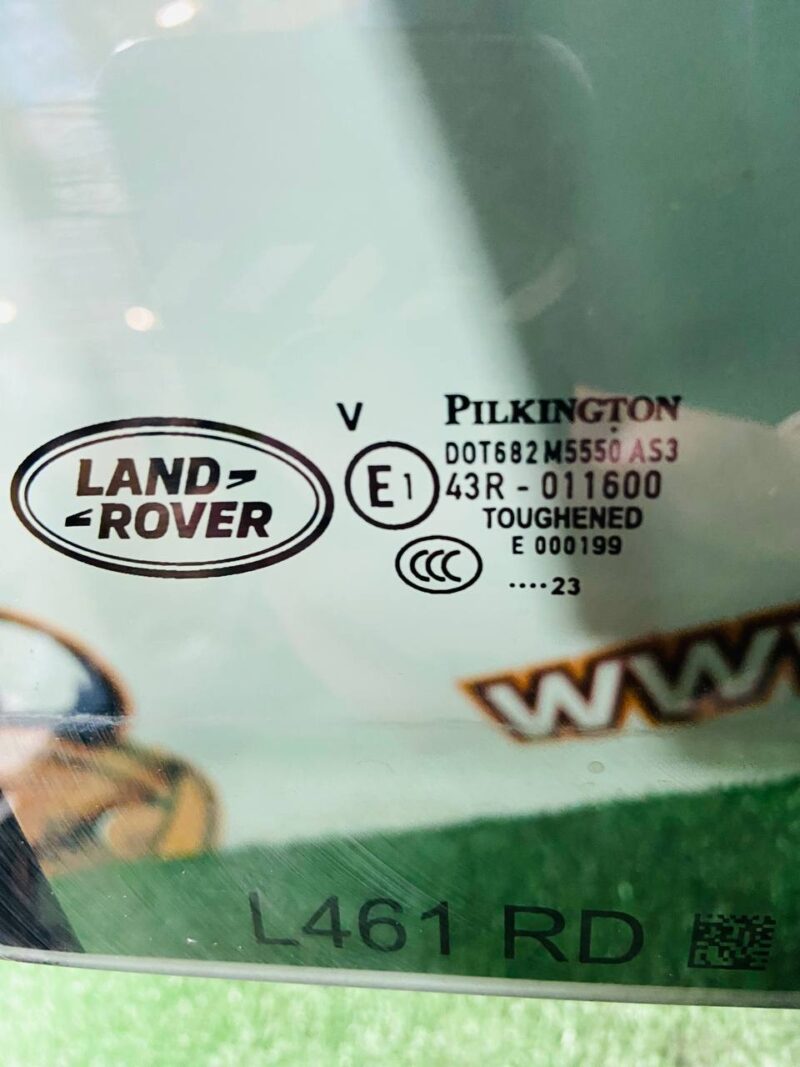 V
PILKINGTON
LAND
ROVER
E1
DOT682 M5550 AS3
43R - 011600
TOUGHENED
E 000199
CCC
····23
WWW
L461 RD